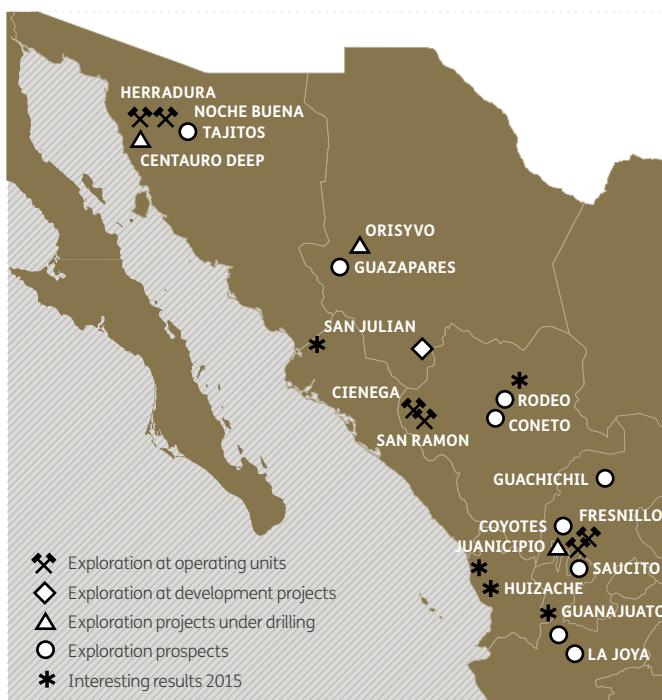 HERRADURA
NOCHE BUENA
TAJITOS
CENTAURO DEEP
ORISYVO
GUAZAPARES
SAN JULIAN
CIENEGA
RODEO
CONETO
SAN RAMON
GUACHICHIL
FRESNILLO
COYOTES
JUANICIPIO
SAUCITO
HUIZACHE
GUANAJUATO
LA JOYA
Exploration at operating units
Exploration at development projects
Exploration projects under drilling
Exploration prospects
Interesting results 2015